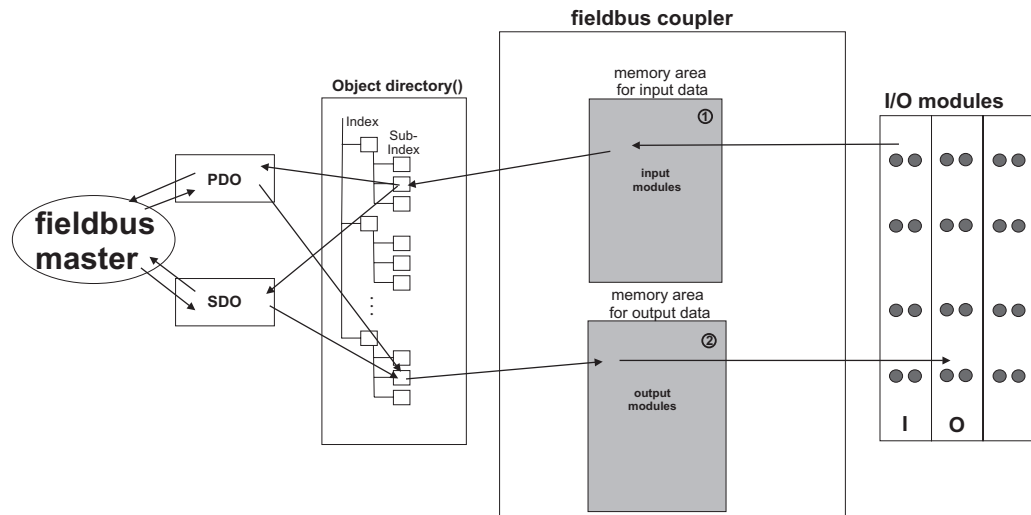 fieldbus coupler
memory area
for input data
Object directory()
I/O modules
①
Index
Sub-
Index
input
modules
PDO
fieldbus
master
SDO
memory area
for output data
②
output
modules
I
O